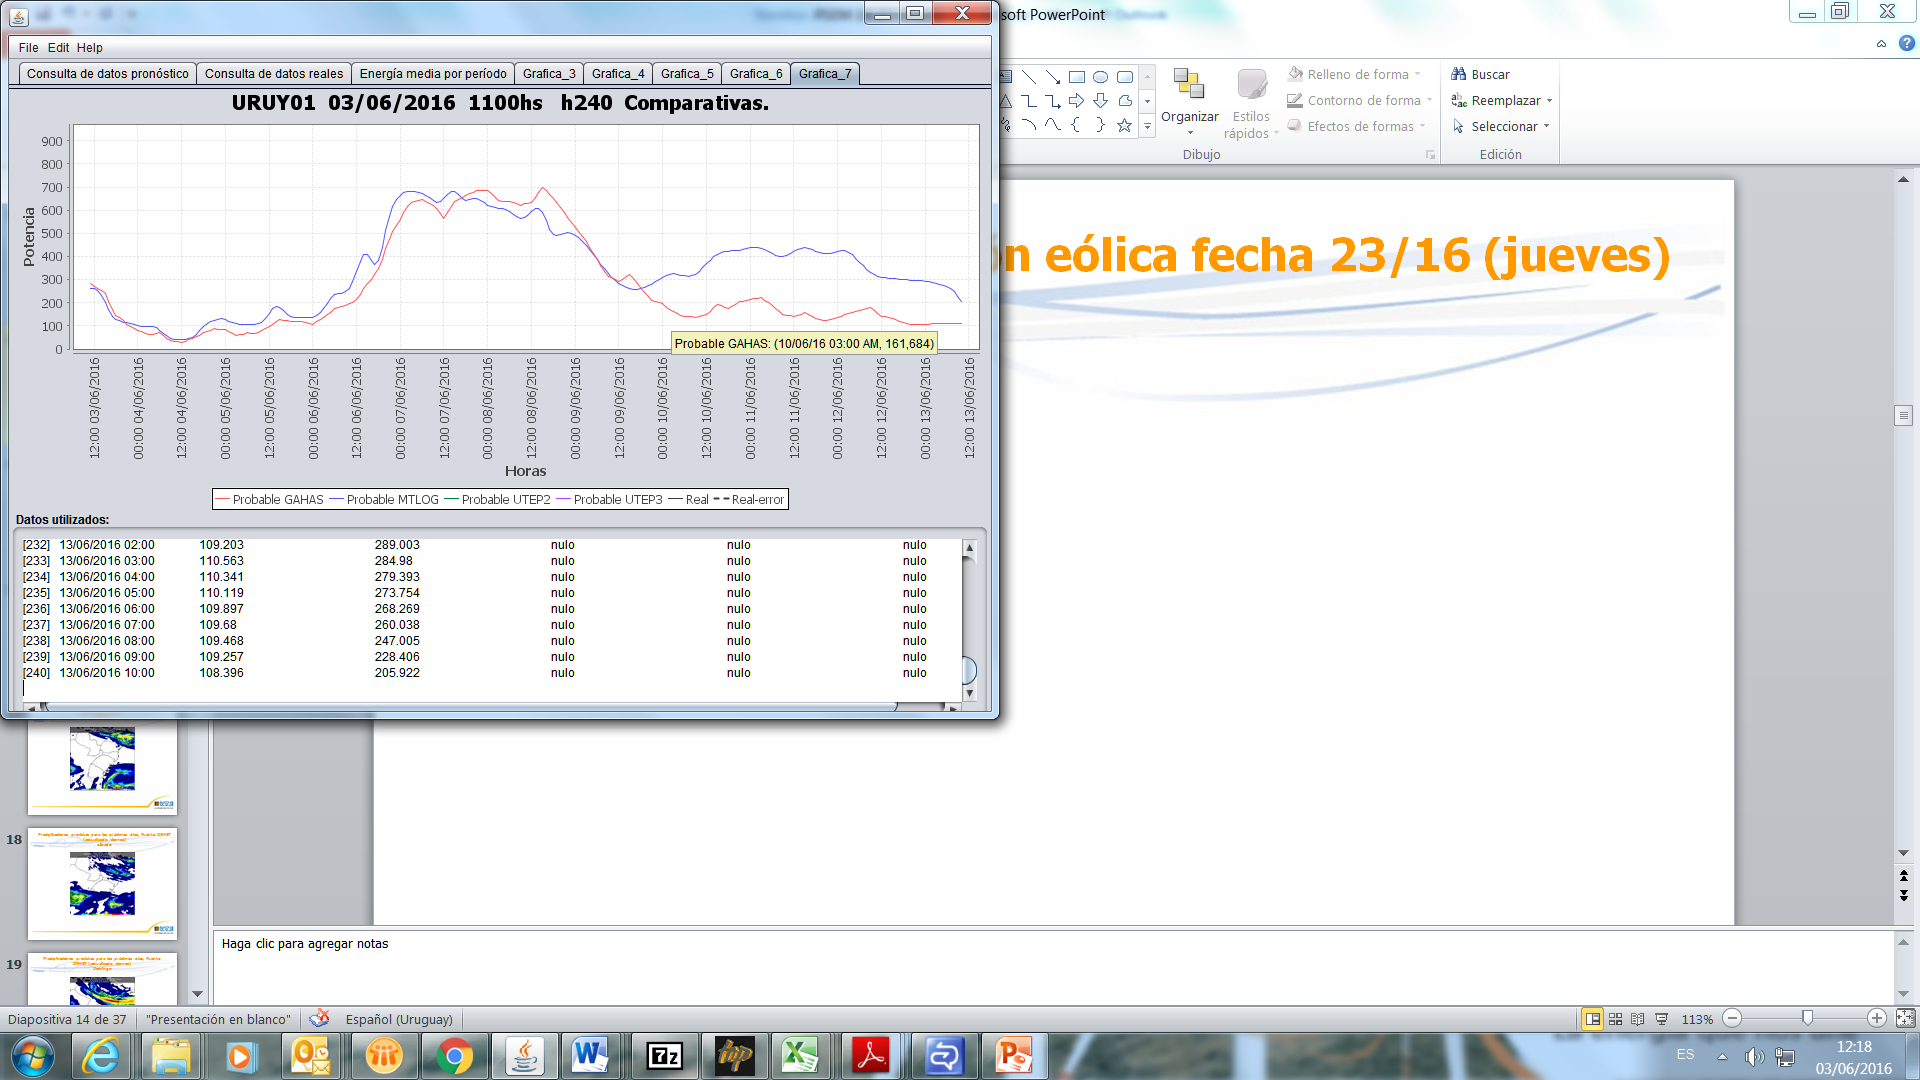 soft PowerPoint
File Edit Help
Consulta de datos pronóstico
Consulta de datos reales
Energía media por período
Grafica_3
Grafica_4
Grafica_5
Grafica_6
Grafica_7
URUY01 03/06/2016 1100hs h240 Comparativas.
Potencia
900
800
700
600
500
400
300
200
100
0
Probable GAHAS: (10/06/16 03:00 AM, 161,684)
12:00 03/06/2016
00:00 04/06/2016
12:00 04/06/2016
00:00 05/06/2016
12:00 05/06/2016
00:00 06/06/2016
12:00 06/06/2016
00:00 07/06/2016
12:00 07/06/2016
00:00 08/06/2016
12:00 08/06/2016
00:00 09/06/2016
12:00 09/06/2016
00:00 10/06/2016
12:00 10/06/2016
00:00 11/06/2016
12:00 11/06/2016
00:00 12/06/2016
12:00 12/06/2016
00:00 13/06/2016
12:00 13/06/2016
Horas
Probable GAHAS Probable MTLOG Probable UTEP2 Probable UTEP3 Real Real-error
Datos utilizados:
[232] 13/06/2016 02:00 109.203 289.003 nulo nulo nulo
[233] 13/06/2016 03:00 110.563 284.98 nulo nulo nulo
[234] 13/06/2016 04:00 110.341 279.393 nulo nulo nulo
[235] 13/06/2016 05:00 110.119 273.754 nulo nulo nulo
[236] 13/06/2016 06:00 109.897 268.269 nulo nulo nulo
[237] 13/06/2016 07:00 109.68 260.038 nulo nulo nulo
[238] 13/06/2016 08:00 109.468 247.005 nulo nulo nulo
[239] 13/06/2016 09:00 109.257 228.406 nulo nulo nulo
[240] 13/06/2016 10:00 108.396 205.922 nulo nulo nulo
Organizar
Estilos
rápidos
Relleno de forma
Contorno de forma
Efectos de formas
Dibujo
Buscar
Reemplazar
Seleccionar
Edición
ón eólica fecha 23/16 (jueves)
18
19
Haga clic para agregar notas
Diapositiva 14 de 37
"Presentación en blanco"
Español (Uruguay)
113%
7z
top
ES
12:18
03/06/2016